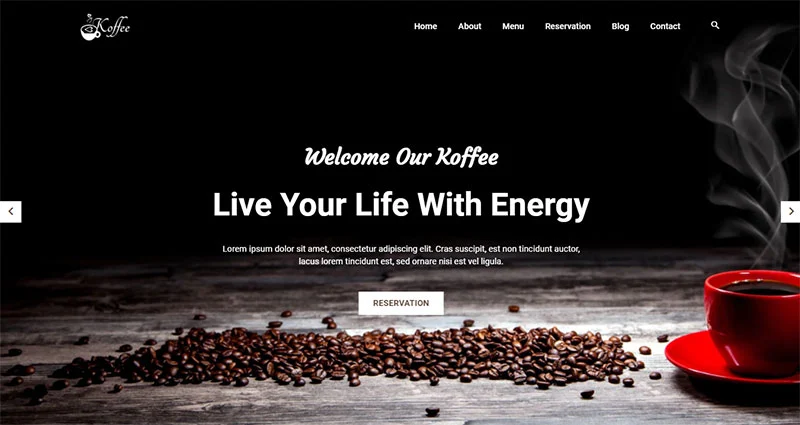 Koffee
Home About Menu Reservation Blog Contact
Welcome Our Koffee
Live Your Life With Energy
Lorem ipsum dolor sit amet, consectetur adipiscing elit. Cras suscipit, est non tincidunt auctor,
lacus lorem tincidunt est, sed ornare nisi est vel ligula.
RESERVATION